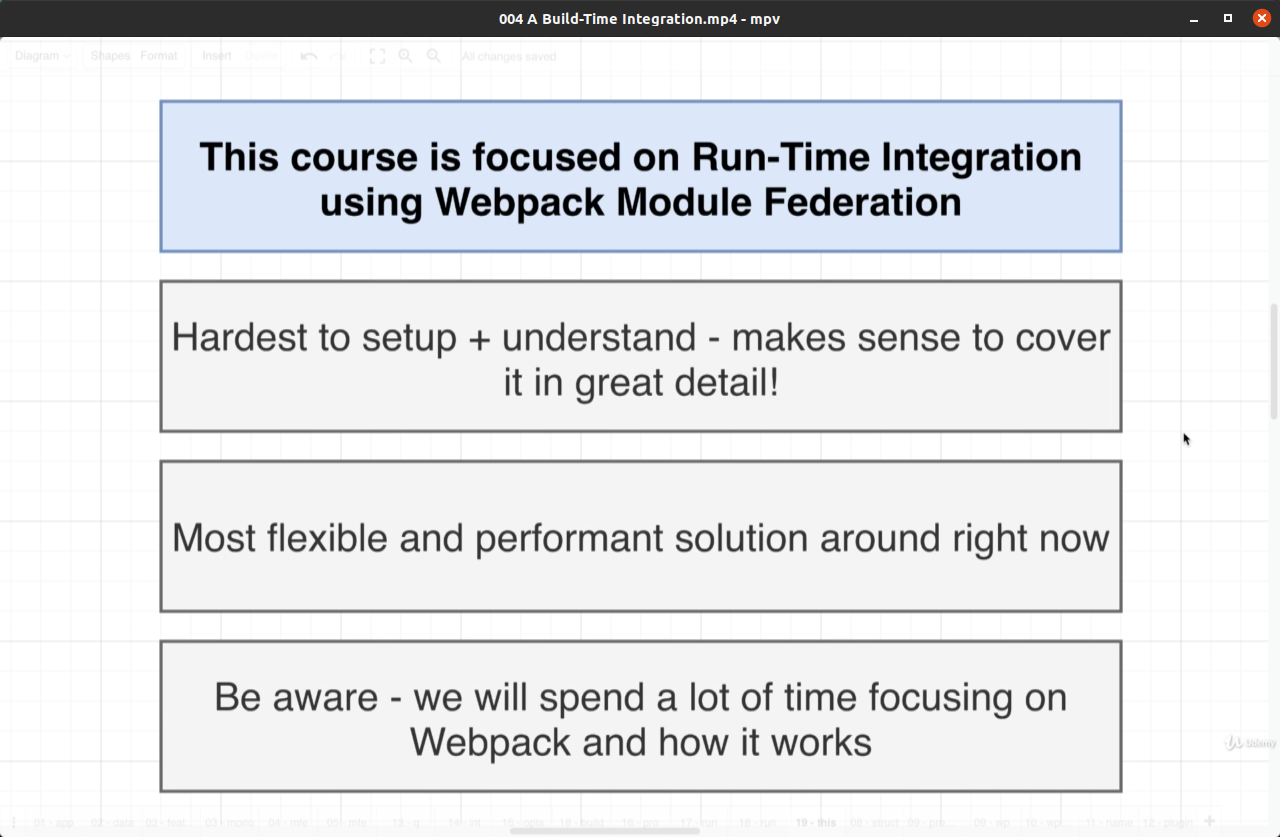 004 A Build-Time Integration.mp4 - mpv
Diagram Shapes Format Insert Delete All changes saved
This course is focused on Run-Time Integration
using Webpack Module Federation
Hardest to setup + understand - makes sense to cover
it in great detail!
Most flexible and performant solution around right now
Be aware - we will spend a lot of time focusing on
Webpack and how it works
Udemy
01 - app 02 - data 03 - feat 03 - mono 04 - mfe 05 - mfe 13 - q 14 - int 15 - opts 16 - build 16 - pro 17 - run 18 - run 19 - this 08 - struct 09 - pre... 09 - wp 10 - wp... 11 - name 12 - plugin